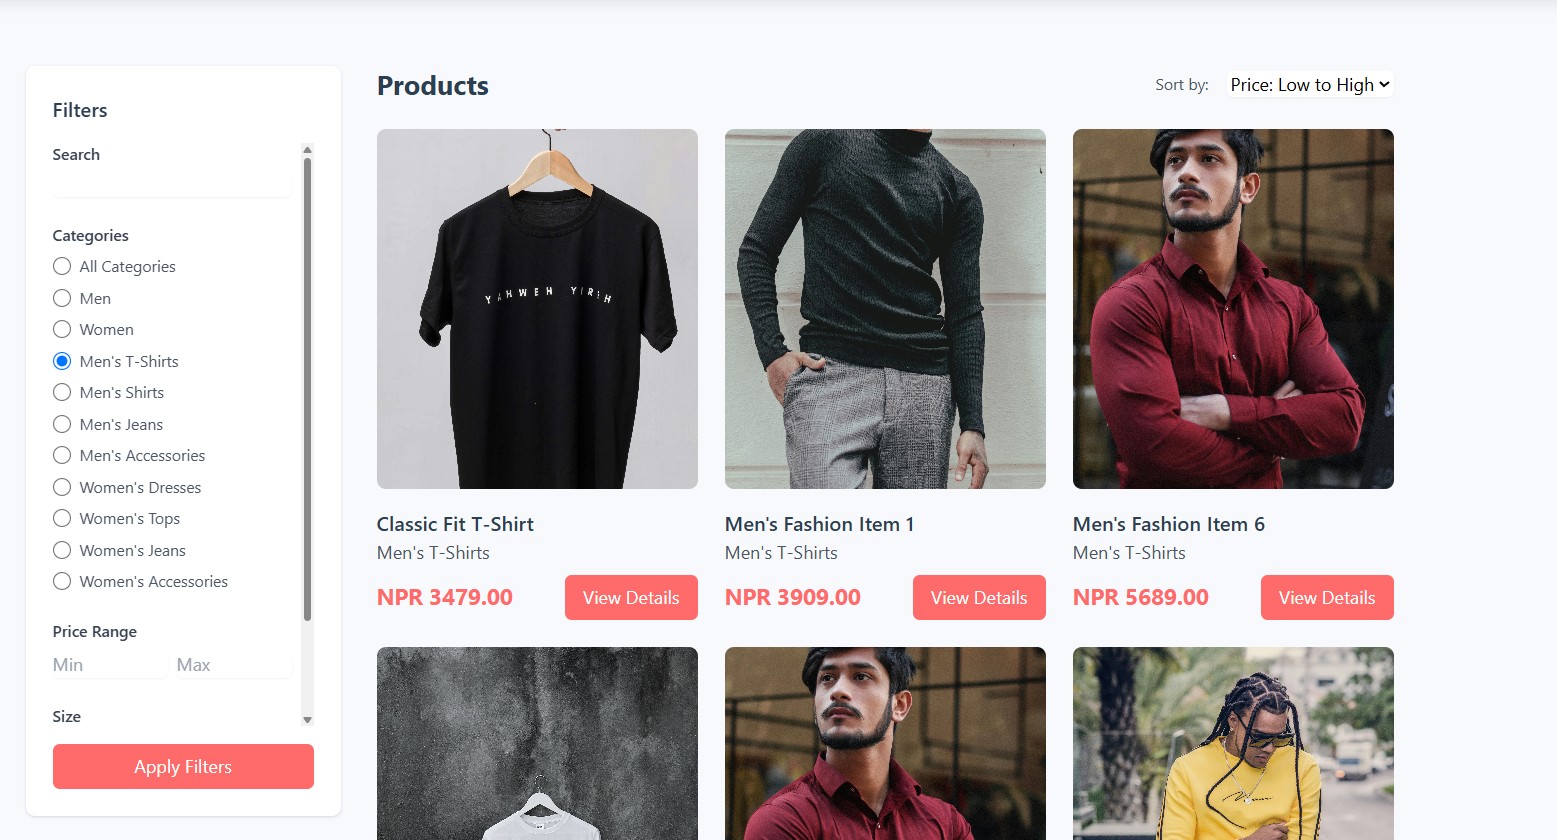 Filters
Search
Categories
All Categories
Men
Women
Men's T-Shirts
Men's Shirts
Men's Jeans
Men's Accessories
Women's Dresses
Women's Tops
Women's Jeans
Women's Accessories
Price Range
Min Max
Size
Apply Filters
Products
Sort by: Price: Low to High
YAHWEH YIREH
Classic Fit T-Shirt
Men's T-Shirts
NPR 3479.00 View Details
Men's Fashion Item 1
Men's T-Shirts
NPR 3909.00 View Details
Men's Fashion Item 6
Men's T-Shirts
NPR 5689.00 View Details